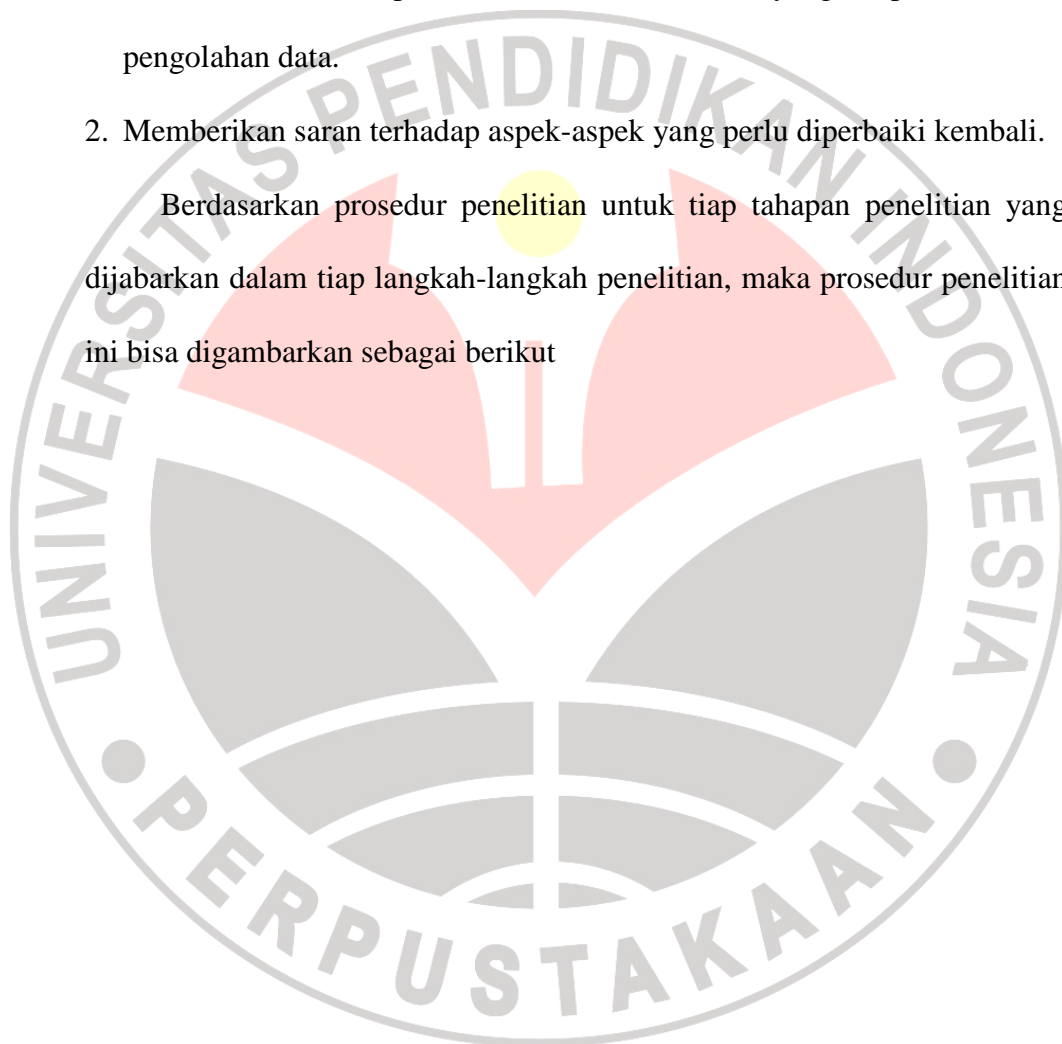 pengolahan data.
2. Memberikan saran terhadap aspek-aspek yang perlu diperbaiki kembali.
Berdasarkan prosedur penelitian untuk tiap tahapan penelitian yang
dijabarkan dalam tiap langkah-langkah penelitian, maka prosedur penelitian
ini bisa digambarkan sebagai berikut
UNIVERSITAS PENDIDIKAN INDONESIA
PERPUSTAKAAN